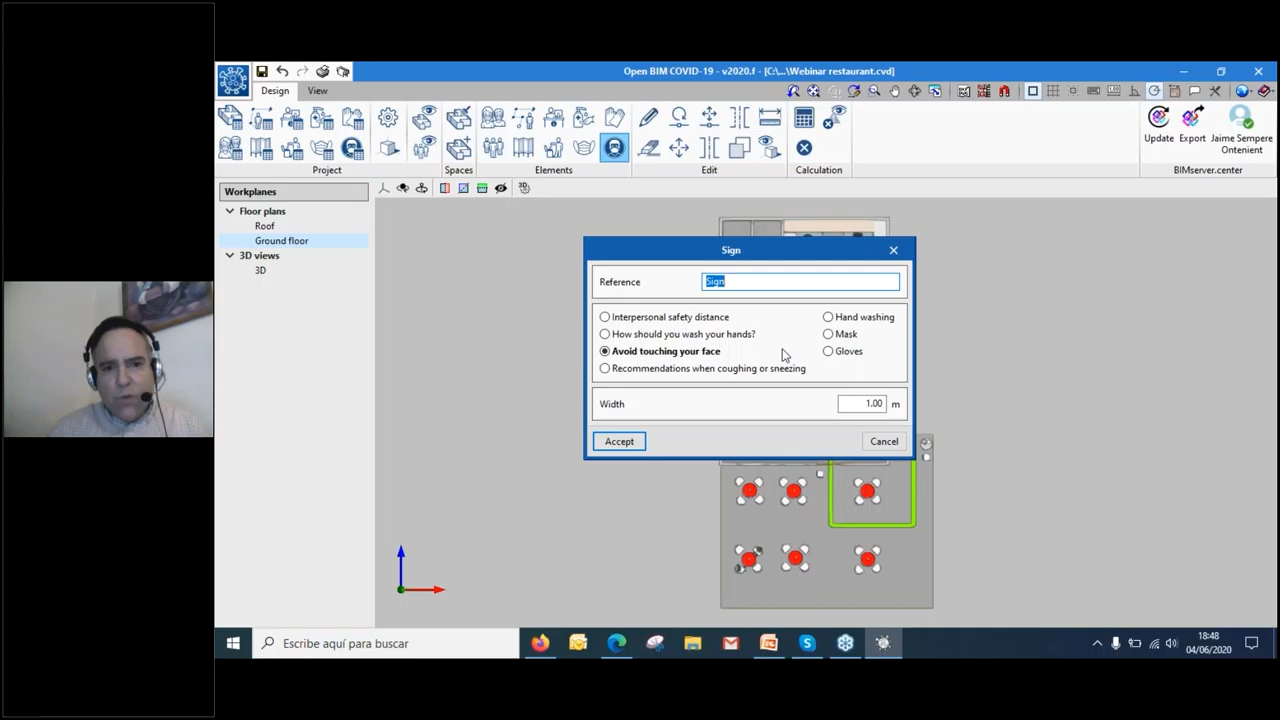 Open BIM COVID-19 - v2020.f - [C:\...\Webinar restaurant.cvd]
Design View
Update Export Jaime Sempere Ontenient
Project Spaces Elements Edit Calculation BIMserver.center
Workplanes
Floor plans
Roof
Ground floor
3D views
3D
Sign
Reference Sign
Interpersonal safety distance Hand washing
How should you wash your hands? Mask
Avoid touching your face Gloves
Recommendations when coughing or sneezing
Width 1.00 m
Accept Cancel
Escribe aquí para buscar
18:48
04/06/2020